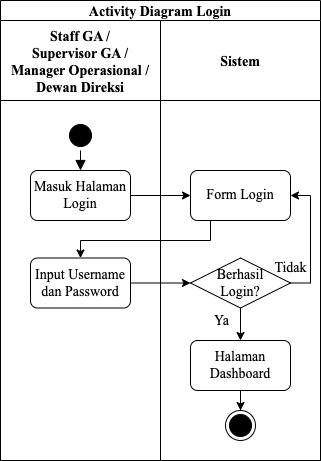 Activity Diagram Login
Staff GA /
Supervisor GA /
Manager Operasional /
Dewan Direksi
Sistem
Masuk Halaman
Login
Form Login
Input Username
dan Password
Berhasil
Login?
Tidak
Ya
Halaman
Dashboard